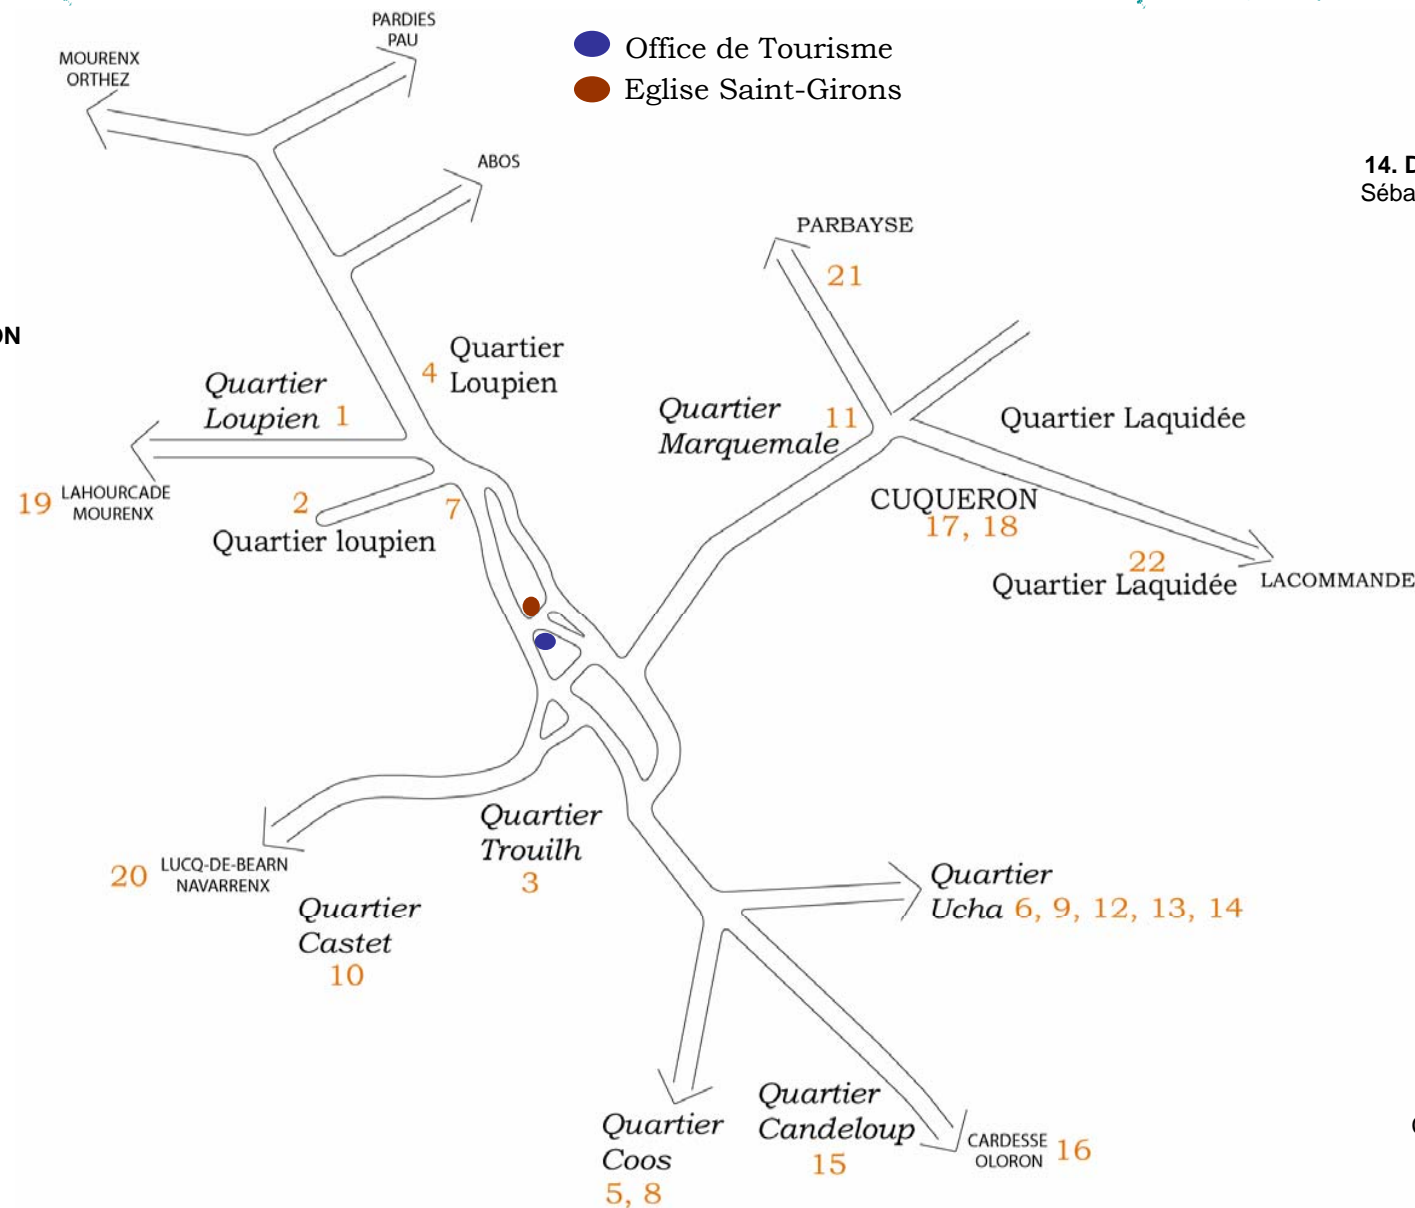 PARDIES
PAU
MOURENX
ORTHEZ
Office de Tourisme
Eglise Saint-Girons
ABOS
14. D
Séba
PARBAYSE
21
ON
4 Quartier
Loupien
Quartier
Loupien 1
Quartier
Marquemale
11
Quartier Laquidée
19 LAHOURCADE
MOURENX
2
Quartier loupien
7
CUQUERON
17, 18
22
Quartier Laquidée
LACOMMANDE
Quartier
Trouilh
3
20 LUCQ-DE-BEARN
NAVARRENX
Quartier
Castet
10
Quartier
Ucha 6, 9, 12, 13, 14
Quartier
Coos
5, 8
Quartier
Candeloup
15
CARDESSE
OLORON
16